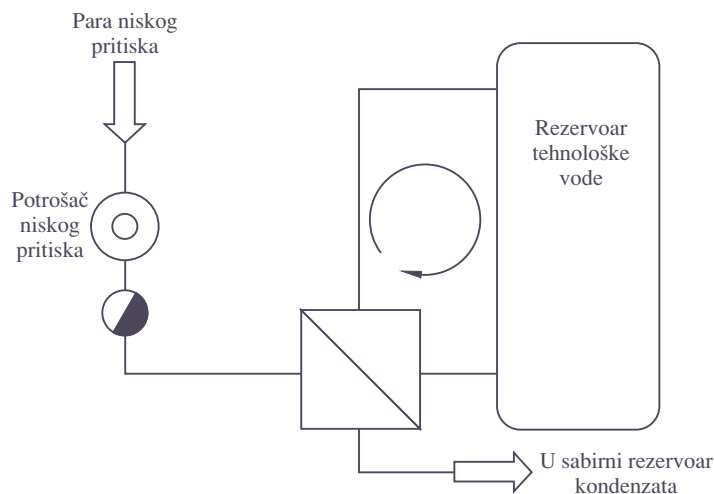 Para niskog
pritiska
Rezervoar
tehnološke
vode
Potrošač
niskog
pritiska
U sabirni rezervoar
kondenzata